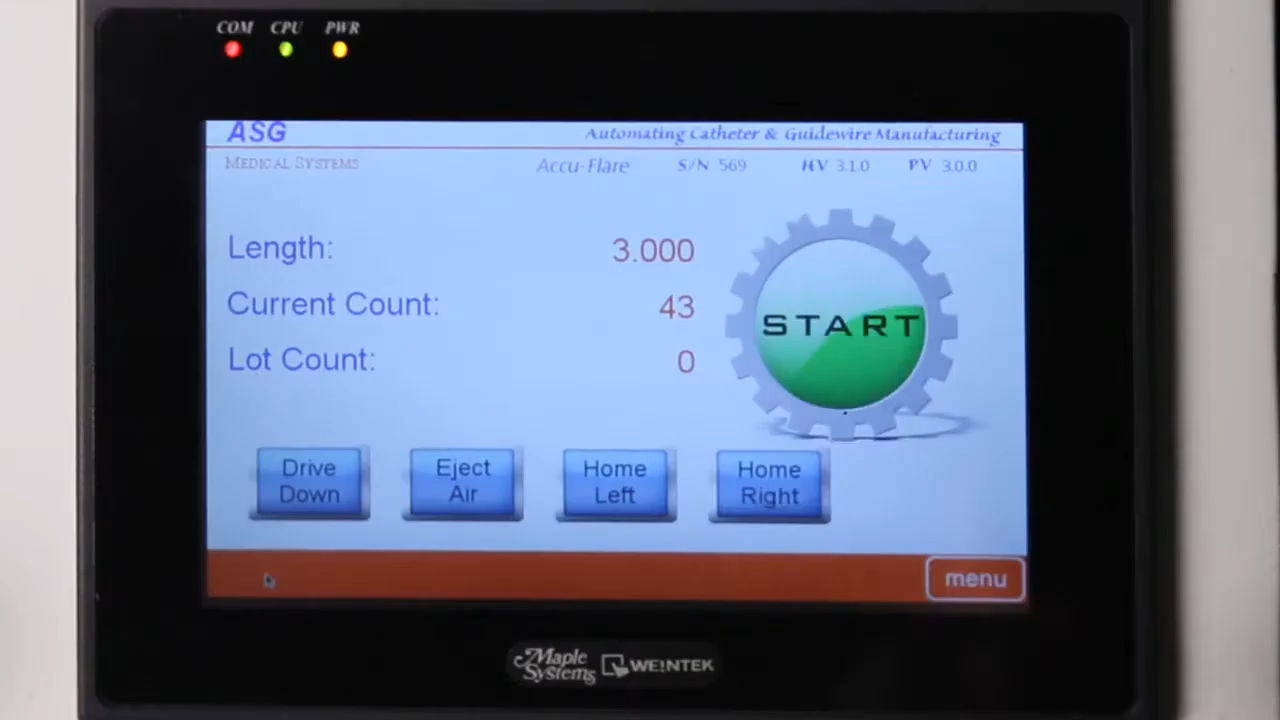 COM CPU PWR
ASG
Automating Catheter & Guidewire Manufacturing
MEDICAL SYSTEMS
Accu-Flare S/N 569 HV 3.1.0 PV 3.0.0
Length: 3.000
Current Count: 43
Lot Count: 0
START
Drive Down
Eject Air
Home Left
Home Right
menu
Maple Systems
WEINTEK